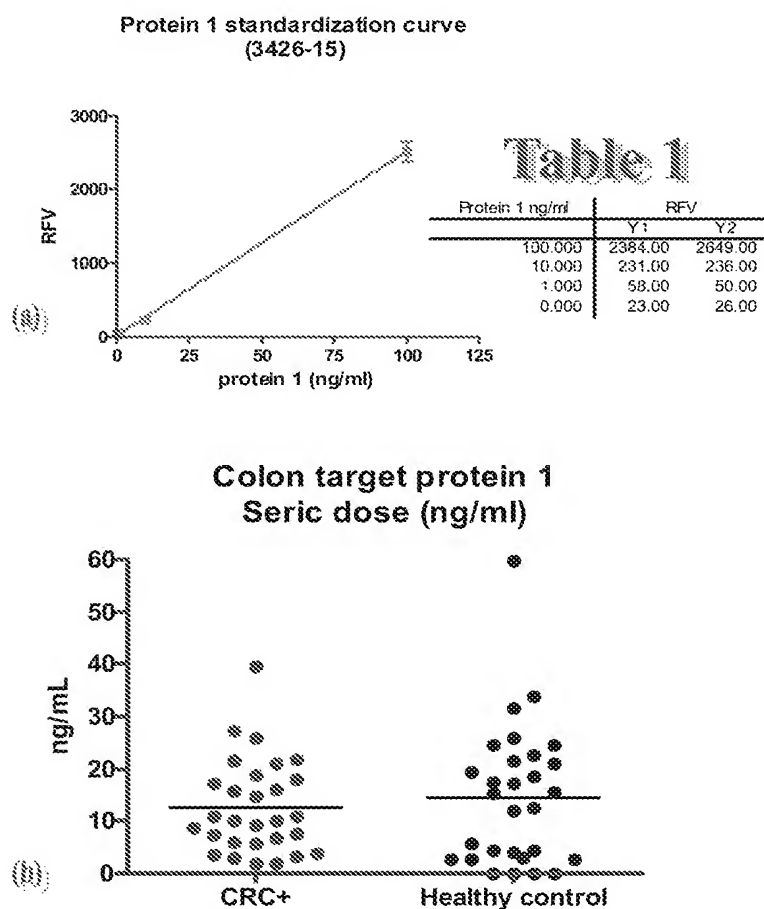 Protein 1 standardization curve
(3426-15)
3000
2000
1000
0
RFV
0 25 50 75 100 125
protein 1 (ng/ml)
(a)
Table 1
Protein 1 ng/ml RFV
Y1 Y2
100.000 2384.00 2649.00
10.000 231.00 236.00
1.000 58.00 50.00
0.000 23.00 26.00
Colon target protein 1
Seric dose (ng/ml)
60
50
40
30
20
10
0
ng/mL
(b)
CRC+ Healthy control